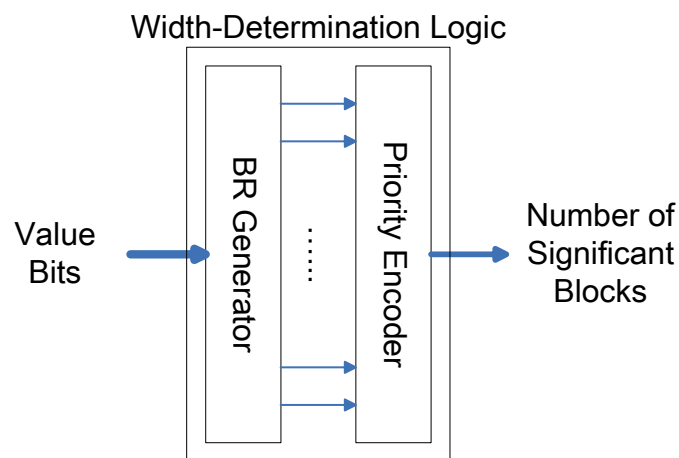 Width-Determination Logic
Value
Bits
BR Generator
.......
Priority Encoder
Number of
Significant
Blocks